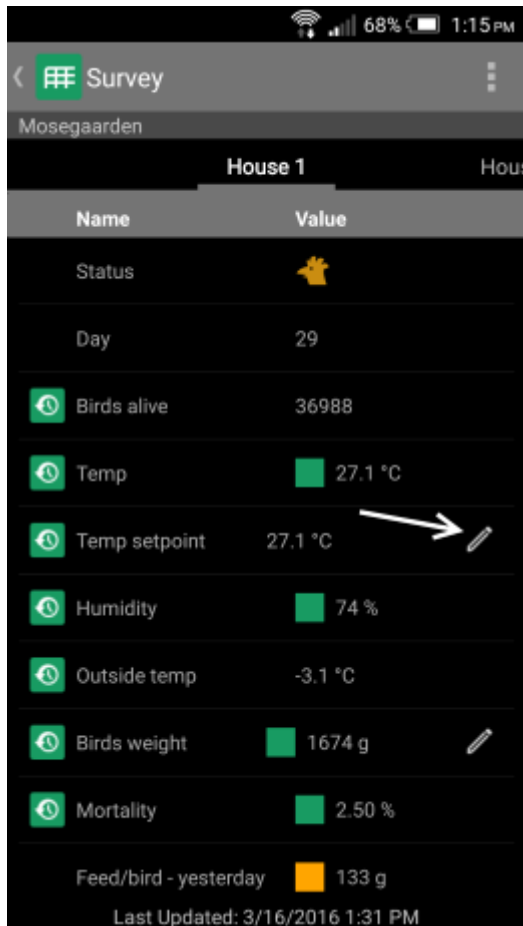 68% 1:15 PM
Survey
Mosegaarden
House 1 Hou
Name Value
Status
Day 29
Birds alive 36988
Temp 27.1 °C
Temp setpoint 27.1 °C
Humidity 74 %
Outside temp -3.1 °C
Birds weight 1674 g
Mortality 2.50 %
Feed/bird - yesterday 133 g
Last Updated: 3/16/2016 1:31 PM